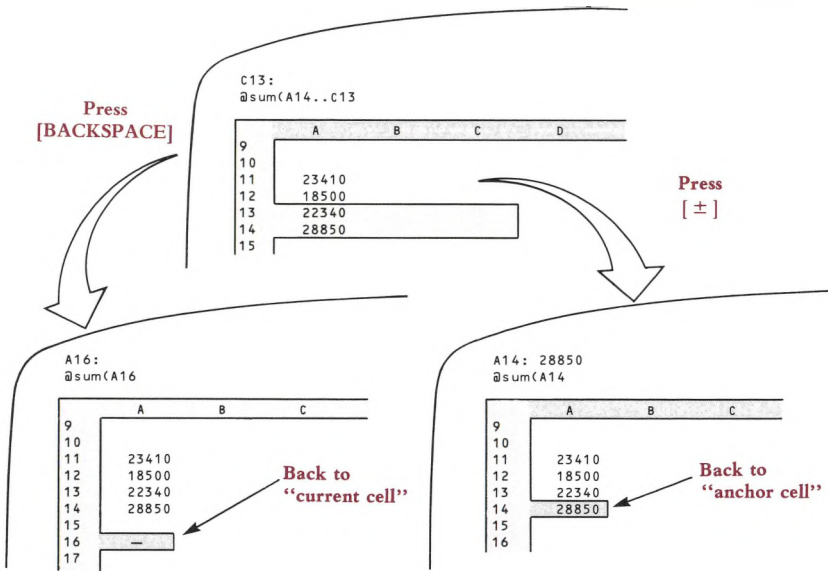 C13:
@sum(A14..C13
Press
[BACKSPACE]
A B C D
9
10
11 23410
12 18500
13 22340
14 28850
15
Press
[ ± ]
A16:
@sum(A16
A B C
9
10
11 23410
12 18500
13 22340
14 28850
15
16 —
17
Back to
“current cell”
A14: 28850
@sum(A14
A B C
9
10
11 23410
12 18500
13 22340
14 28850
15
16
Back to
“anchor cell”